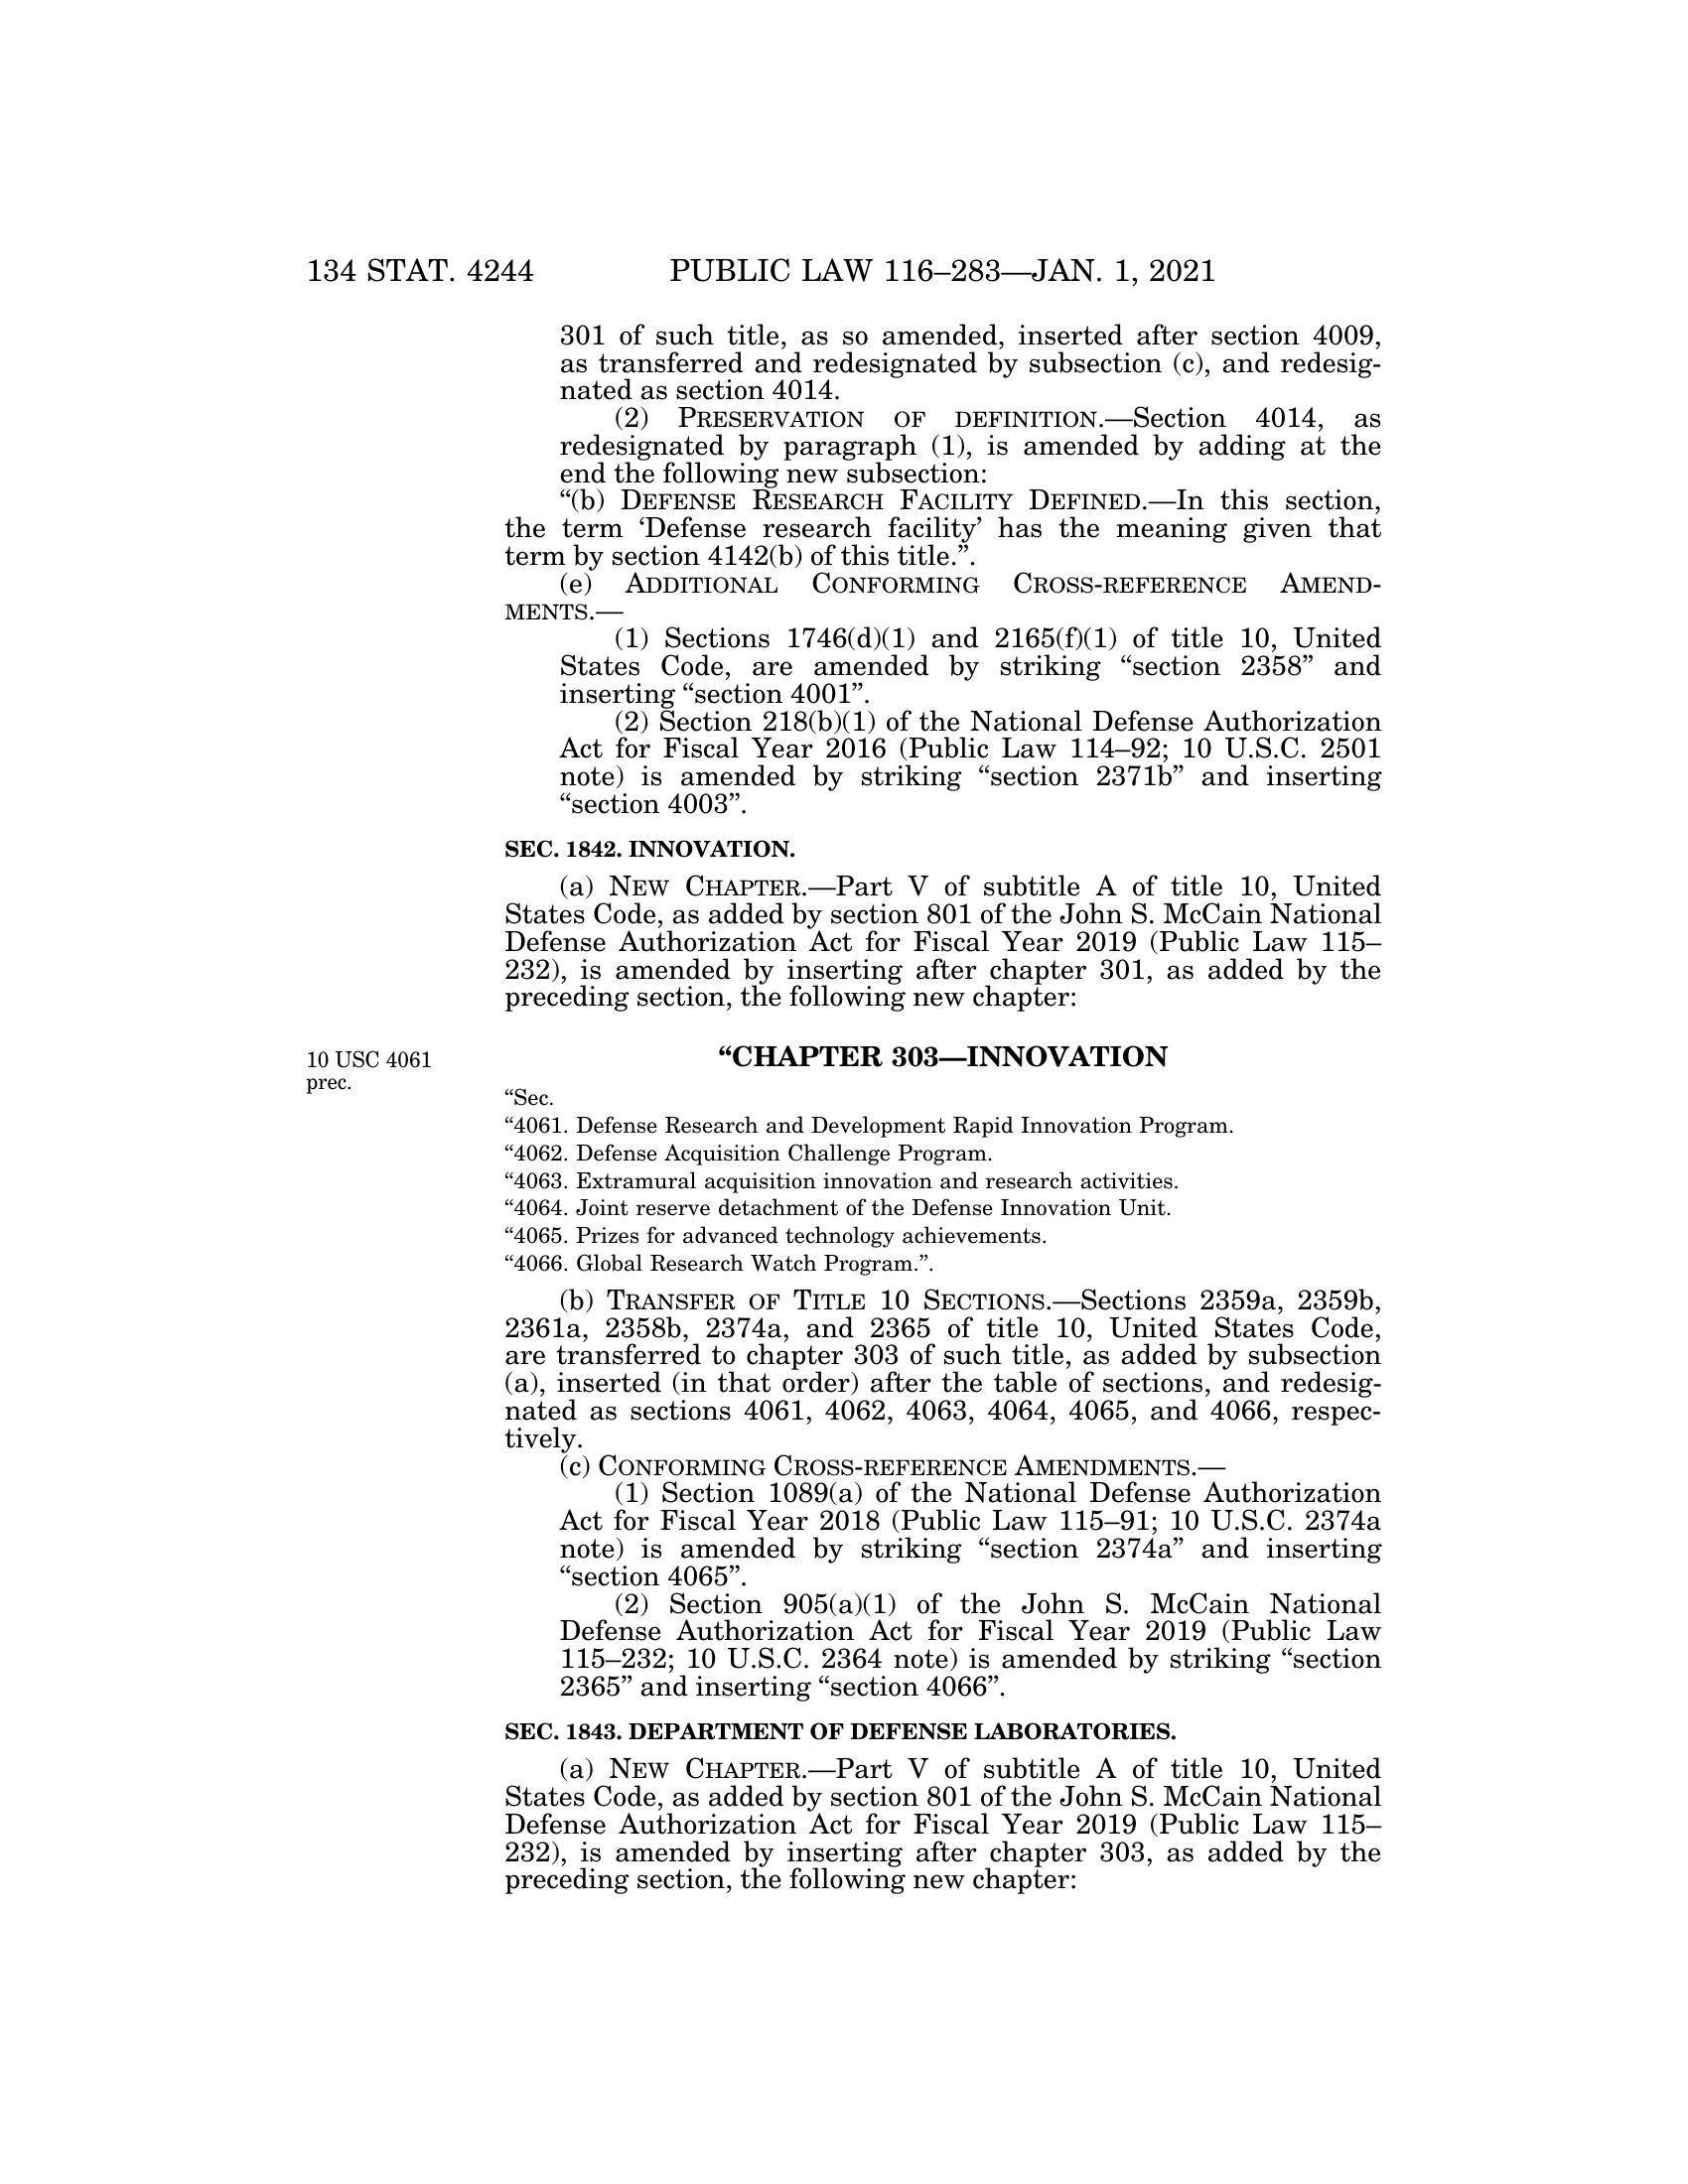 134 STAT. 4244 PUBLIC LAW 116–283—JAN. 1, 2021
301 of such title, as so amended, inserted after section 4009,
as transferred and redesignated by subsection (c), and redesig-
nated as section 4014.
(2) PRESERVATION OF DEFINITION.—Section 4014, as
redesignated by paragraph (1), is amended by adding at the
end the following new subsection:
“(b) DEFENSE RESEARCH FACILITY DEFINED.—In this section,
the term ‘Defense research facility’ has the meaning given that
term by section 4142(b) of this title.”.
(e) ADDITIONAL CONFORMING CROSS-REFERENCE AMEND-
MENTS.—
(1) Sections 1746(d)(1) and 2165(f)(1) of title 10, United
States Code, are amended by striking “section 2358” and
inserting “section 4001”.
(2) Section 218(b)(1) of the National Defense Authorization
Act for Fiscal Year 2016 (Public Law 114–92; 10 U.S.C. 2501
note) is amended by striking “section 2371b” and inserting
“section 4003”.
SEC. 1842. INNOVATION.
(a) NEW CHAPTER.—Part V of subtitle A of title 10, United
States Code, as added by section 801 of the John S. McCain National
Defense Authorization Act for Fiscal Year 2019 (Public Law 115–
232), is amended by inserting after chapter 301, as added by the
preceding section, the following new chapter:
10 USC 4061
prec.
“CHAPTER 303—INNOVATION
“Sec.
“4061. Defense Research and Development Rapid Innovation Program.
“4062. Defense Acquisition Challenge Program.
“4063. Extramural acquisition innovation and research activities.
“4064. Joint reserve detachment of the Defense Innovation Unit.
“4065. Prizes for advanced technology achievements.
“4066. Global Research Watch Program.”.
(b) TRANSFER OF TITLE 10 SECTIONS.—Sections 2359a, 2359b,
2361a, 2358b, 2374a, and 2365 of title 10, United States Code,
are transferred to chapter 303 of such title, as added by subsection
(a), inserted (in that order) after the table of sections, and redesig-
nated as sections 4061, 4062, 4063, 4064, 4065, and 4066, respec-
tively.
(c) CONFORMING CROSS-REFERENCE AMENDMENTS.—
(1) Section 1089(a) of the National Defense Authorization
Act for Fiscal Year 2018 (Public Law 115–91; 10 U.S.C. 2374a
note) is amended by striking “section 2374a” and inserting
“section 4065”.
(2) Section 905(a)(1) of the John S. McCain National
Defense Authorization Act for Fiscal Year 2019 (Public Law
115–232; 10 U.S.C. 2364 note) is amended by striking “section
2365” and inserting “section 4066”.
SEC. 1843. DEPARTMENT OF DEFENSE LABORATORIES.
(a) NEW CHAPTER.—Part V of subtitle A of title 10, United
States Code, as added by section 801 of the John S. McCain National
Defense Authorization Act for Fiscal Year 2019 (Public Law 115–
232), is amended by inserting after chapter 303, as added by the
preceding section, the following new chapter: